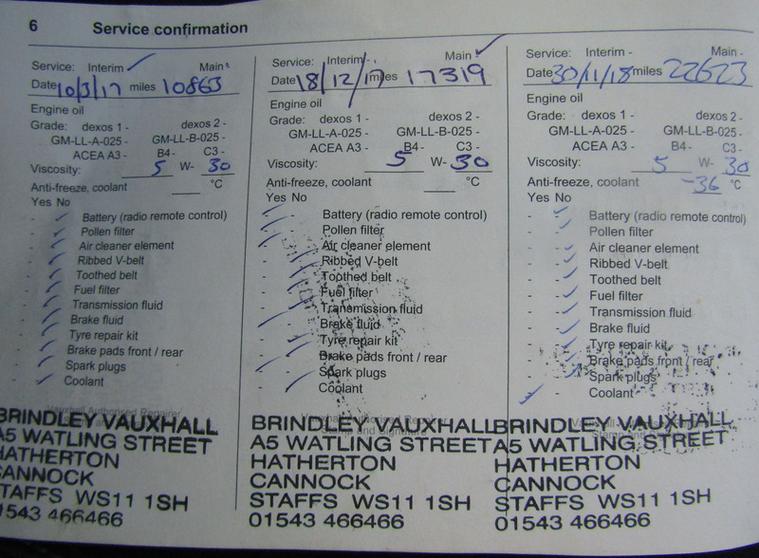 6 Service confirmation
Service: Interim Main
Date 10/3/17 miles 10863
Engine oil
Grade: dexos 1 - dexos 2 -
GM-LL-A-025 - GM-LL-B-025 -
ACEA A3 - B4- C3 -
Viscosity: 5 W- 30
Anti-freeze, coolant °C
Yes No
Battery (radio remote control)
Pollen filter
Air cleaner element
Ribbed V-belt
Toothed belt
Fuel filter
Transmission fluid
Brake fluid
Tyre repair kit
Brake pads front / rear
Spark plugs
Coolant
BRINDLEY VAUXHALL
A5 WATLING STREET
HATHERTON
CANNOCK
STAFFS WS11 1SH
01543 466466
Service: Interim - Main
Date 18/12/17 miles 17319
Engine oil
Grade: dexos 1 - dexos 2 -
GM-LL-A-025 - GM-LL-B-025 -
ACEA A3 - B4- C3 -
Viscosity: 5 W- 30
Anti-freeze, coolant °C
Yes No
Battery (radio remote control)
Pollen filter
Air cleaner element
Ribbed V-belt
Toothed belt
Fuel filter
Transmission fluid
Brake fluid
Tyre repair kit
Brake pads front / rear
Spark plugs
Coolant
BRINDLEY VAUXHALL
A5 WATLING STREET
HATHERTON
CANNOCK
STAFFS WS11 1SH
01543 466466
Service: Interim - Main -
Date 30/11/18 miles 22623
Engine oil
Grade: dexos 1 - dexos 2 -
GM-LL-A-025 - GM-LL-B-025 -
ACEA A3 - B4- C3 -
Viscosity: 5 W- 30
Anti-freeze, coolant -36 °C
Yes No
Battery (radio remote control)
Pollen filter
Air cleaner element
Ribbed V-belt
Toothed belt
Fuel filter
Transmission fluid
Brake fluid
Tyre repair kit
Brake pads front / rear
Spark plugs
Coolant
BRINDLEY VAUXHALL
A5 WATLING STREET
HATHERTON
CANNOCK
STAFFS WS11 1SH
01543 466466